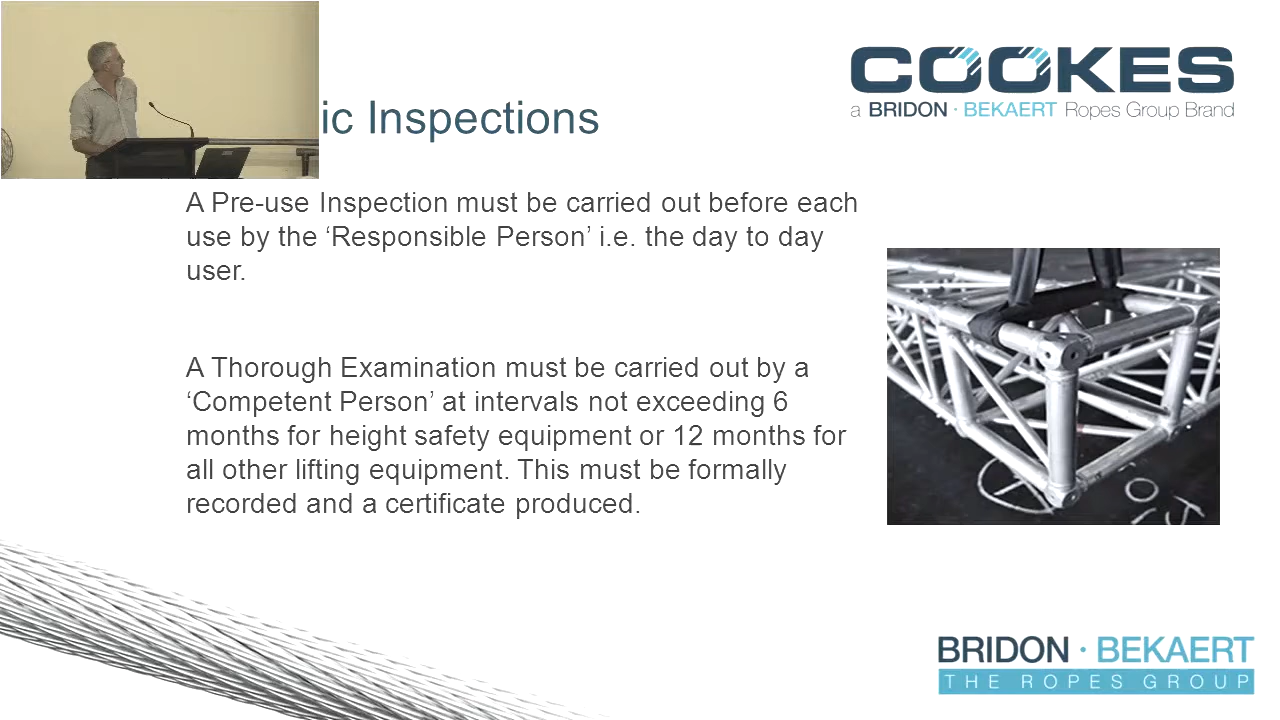 COOKES
a BRIDON · BEKAERT Ropes Group Brand
ic Inspections
A Pre-use Inspection must be carried out before each
use by the ‘Responsible Person’ i.e. the day to day
user.
A Thorough Examination must be carried out by a
‘Competent Person’ at intervals not exceeding 6
months for height safety equipment or 12 months for
all other lifting equipment. This must be formally
recorded and a certificate produced.
BRIDON · BEKAERT
THE ROPES GROUP